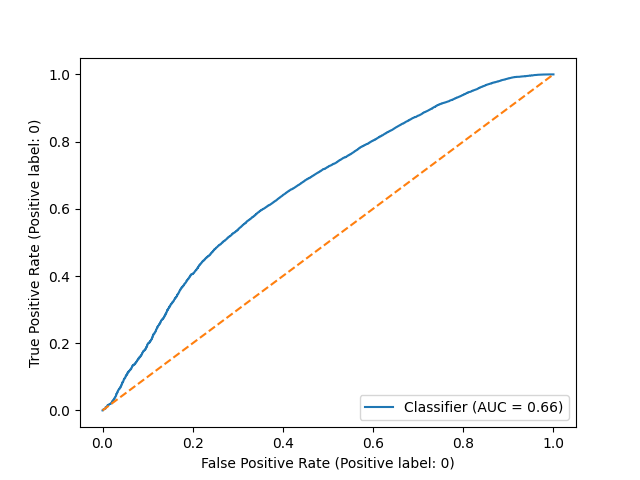 1.0
0.8
0.6
0.4
0.2
0.0
True Positive Rate (Positive label: 0)
Classifier (AUC = 0.66)
0.0 0.2 0.4 0.6 0.8 1.0
False Positive Rate (Positive label: 0)